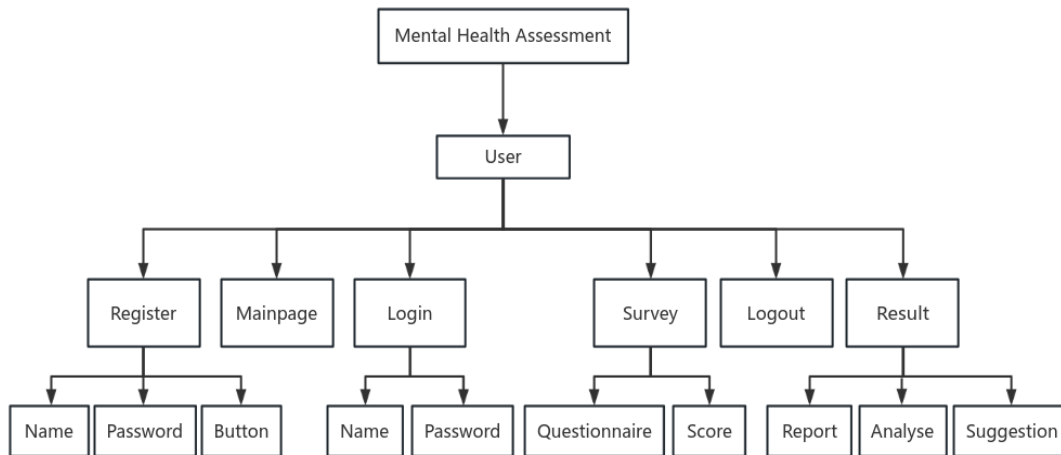 Mental Health Assessment
User
Register
Mainpage
Login
Survey
Logout
Result
Name
Password
Button
Name
Password
Questionnaire
Score
Report
Analyse
Suggestion